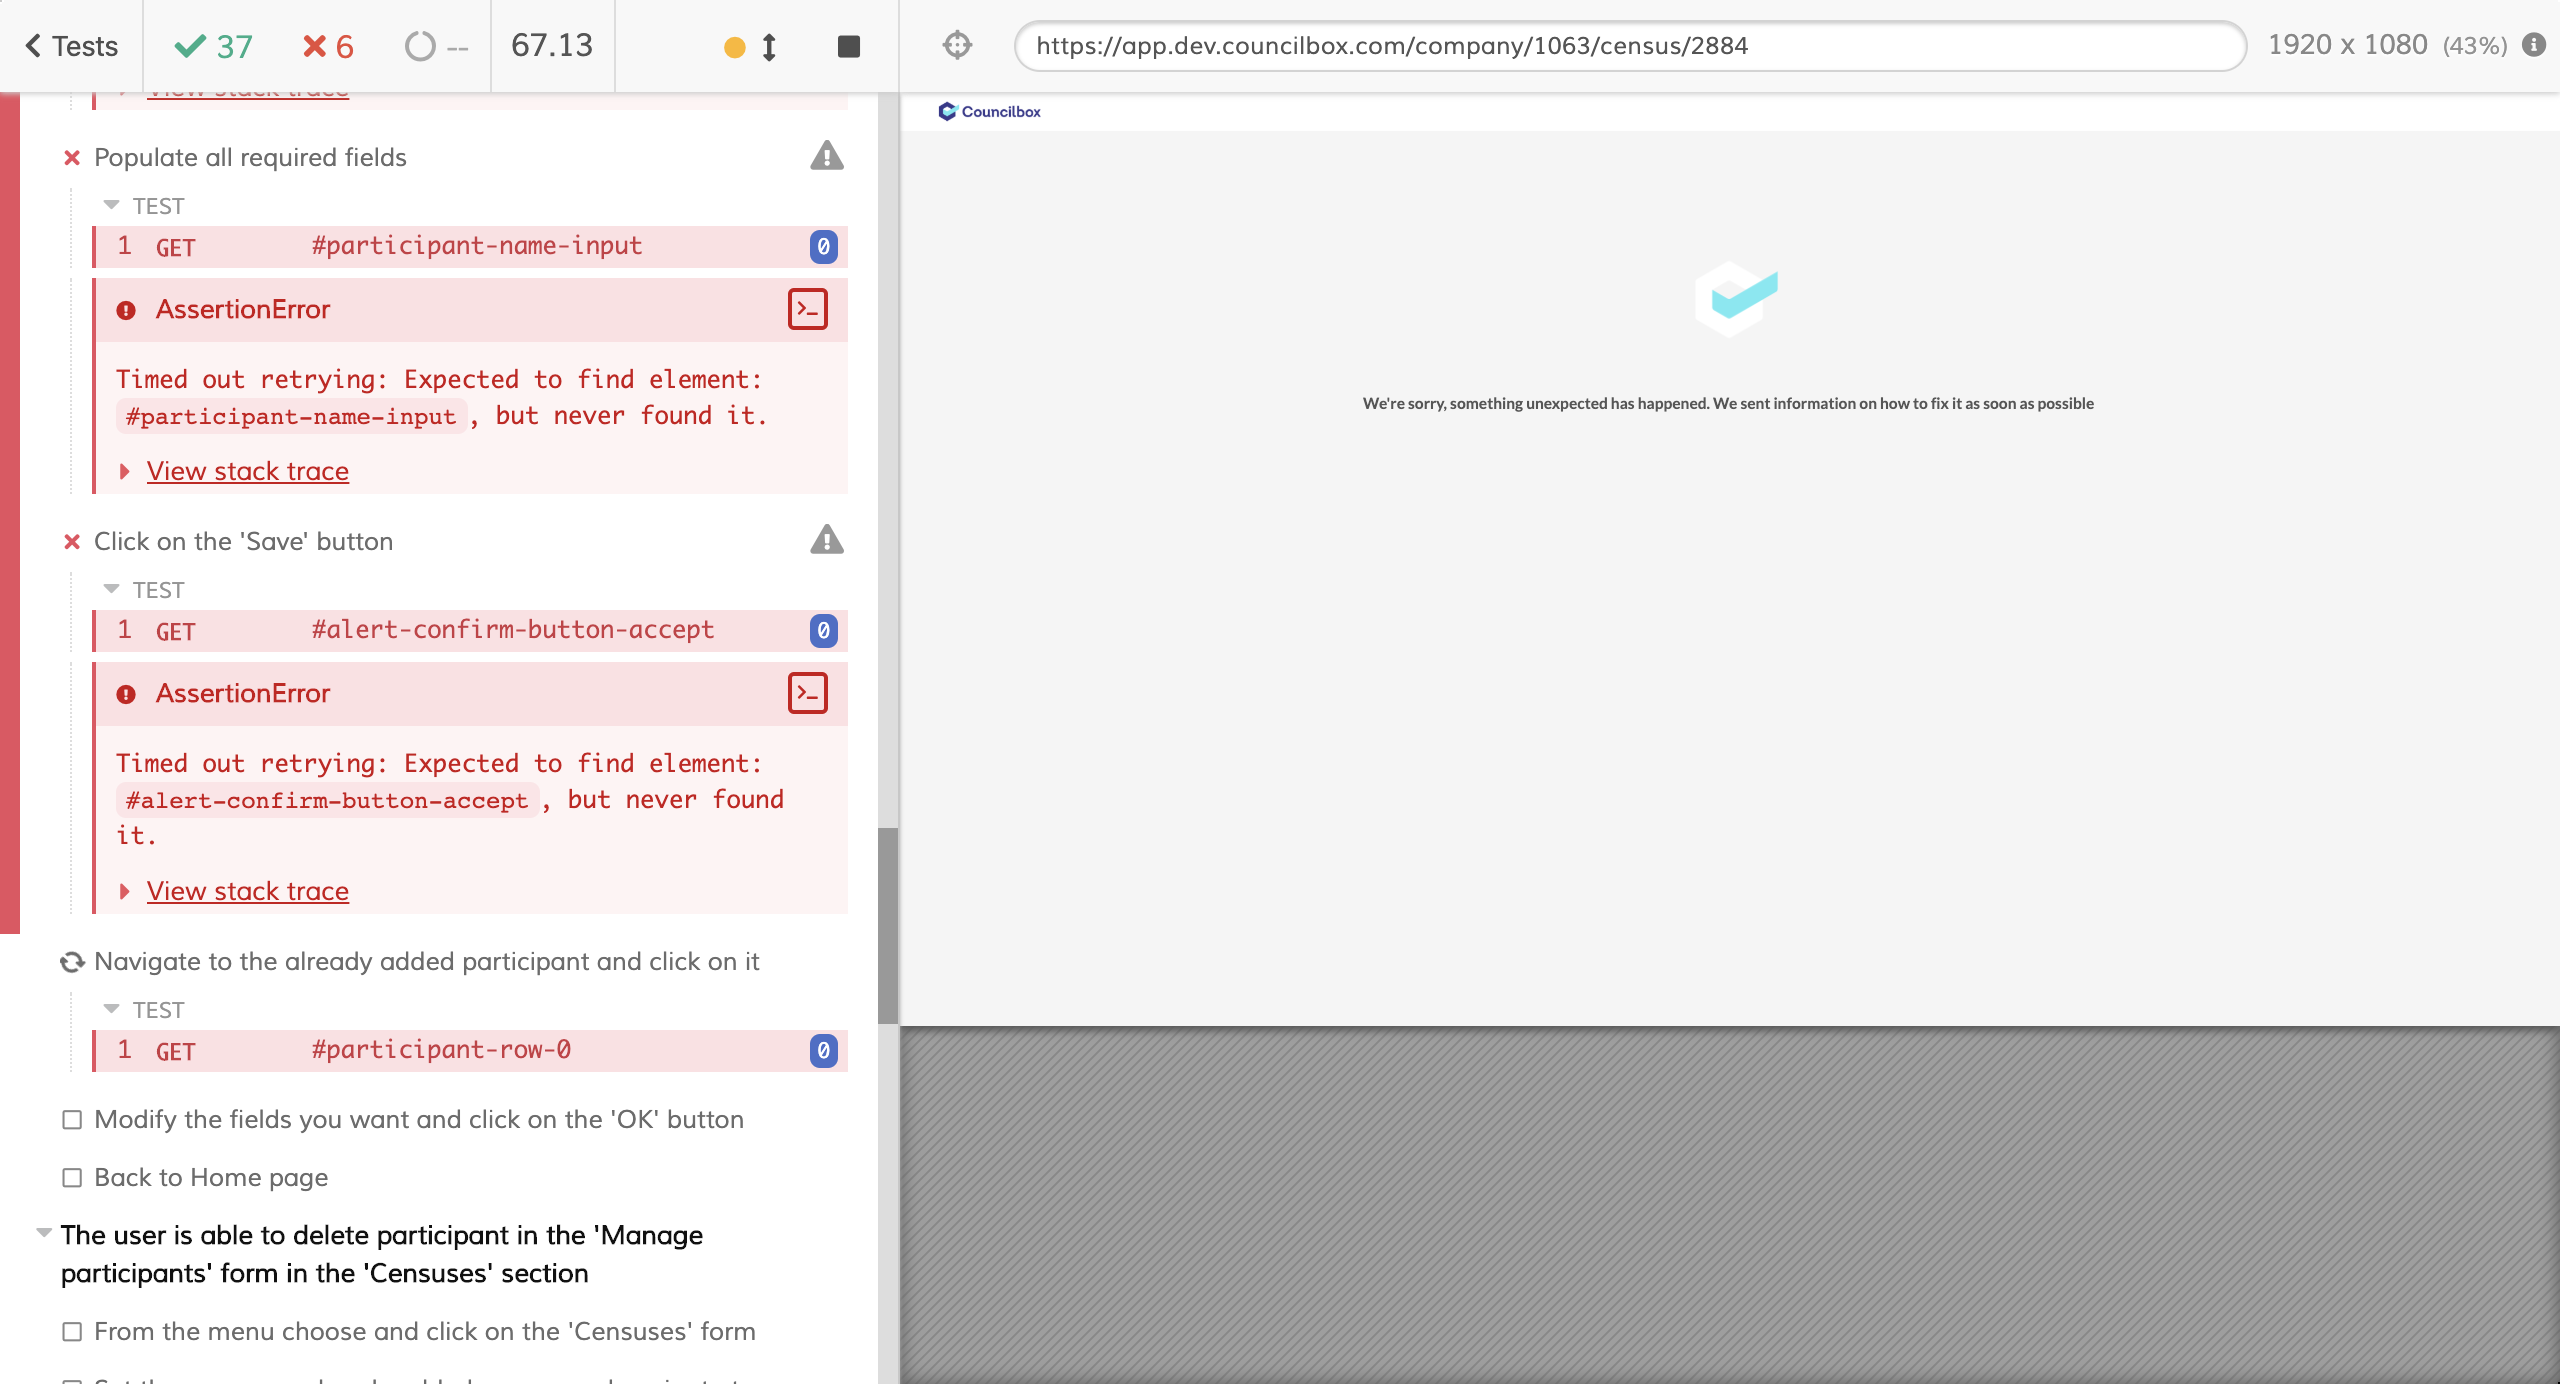 Tests
37
6
--
67.13
https://app.dev.councilbox.com/company/1063/census/2884
1920 x 1080 (43%)
View stack trace
Populate all required fields
TEST
1 GET #participant-name-input 0
AssertionError
Timed out retrying: Expected to find element:
#participant-name-input, but never found it.
View stack trace
Click on the 'Save' button
TEST
1 GET #alert-confirm-button-accept 0
AssertionError
Timed out retrying: Expected to find element:
#alert-confirm-button-accept, but never found
it.
View stack trace
Navigate to the already added participant and click on it
TEST
1 GET #participant-row-0 0
Modify the fields you want and click on the 'OK' button
Back to Home page
The user is able to delete participant in the 'Manage
participants' form in the 'Censuses' section
From the menu choose and click on the 'Censuses' form
Councilbox
We're sorry, something unexpected has happened. We sent information on how to fix it as soon as possible